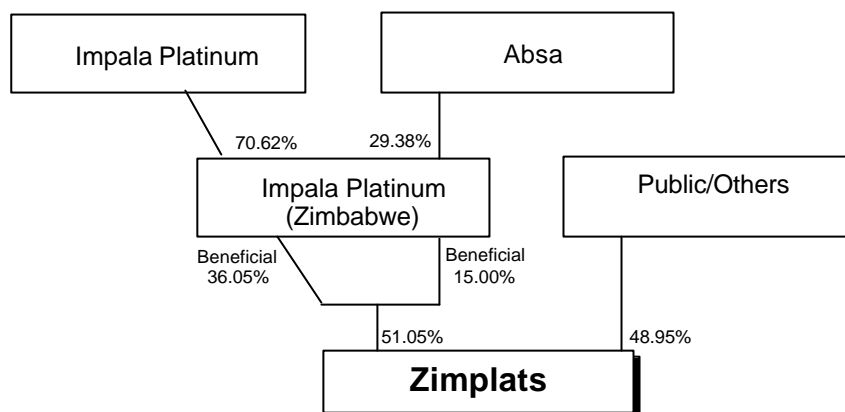 Impala Platinum
Absa
70.62%
29.38%
Impala Platinum
(Zimbabwe)
Public/Others
Beneficial
36.05%
Beneficial
15.00%
51.05%
48.95%
Zimplats